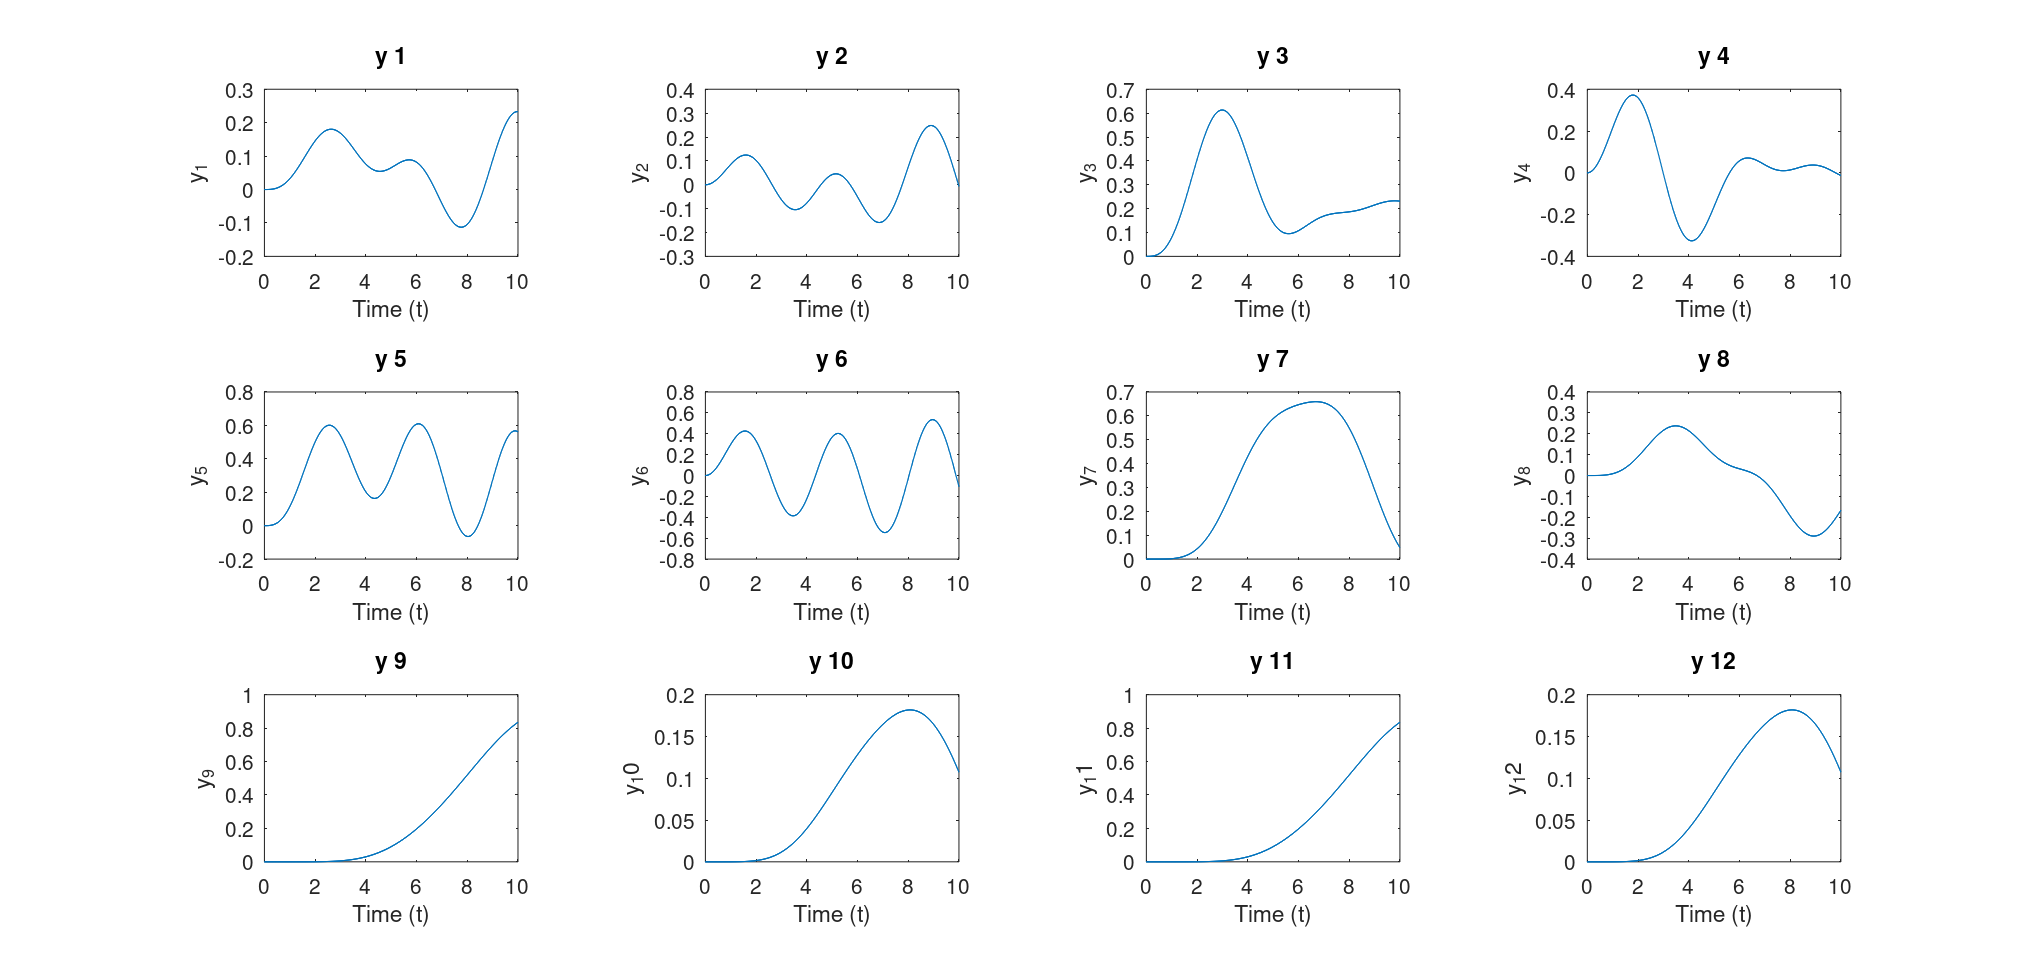 y 1
0.3
0.2
0.1
0
-0.1
-0.2
y1
0 2 4 6 8 10
Time (t)
y 2
0.4
0.3
0.2
0.1
0
-0.1
-0.2
-0.3
y2
0 2 4 6 8 10
Time (t)
y 3
0.7
0.6
0.5
0.4
0.3
0.2
0.1
0
y3
0 2 4 6 8 10
Time (t)
y 4
0.4
0.2
0
-0.2
-0.4
y4
0 2 4 6 8 10
Time (t)
y 5
0.8
0.6
0.4
0.2
0
-0.2
y5
0 2 4 6 8 10
Time (t)
y 6
0.8
0.6
0.4
0.2
0
-0.2
-0.4
-0.6
-0.8
y6
0 2 4 6 8 10
Time (t)
y 7
0.7
0.6
0.5
0.4
0.3
0.2
0.1
0
y7
0 2 4 6 8 10
Time (t)
y 8
0.4
0.3
0.2
0.1
0
-0.1
-0.2
-0.3
-0.4
y8
0 2 4 6 8 10
Time (t)
y 9
1
0.8
0.6
0.4
0.2
0
y9
0 2 4 6 8 10
Time (t)
y 10
0.2
0.15
0.1
0.05
0
y10
0 2 4 6 8 10
Time (t)
y 11
1
0.8
0.6
0.4
0.2
0
y11
0 2 4 6 8 10
Time (t)
y 12
0.2
0.15
0.1
0.05
0
y12
0 2 4 6 8 10
Time (t)